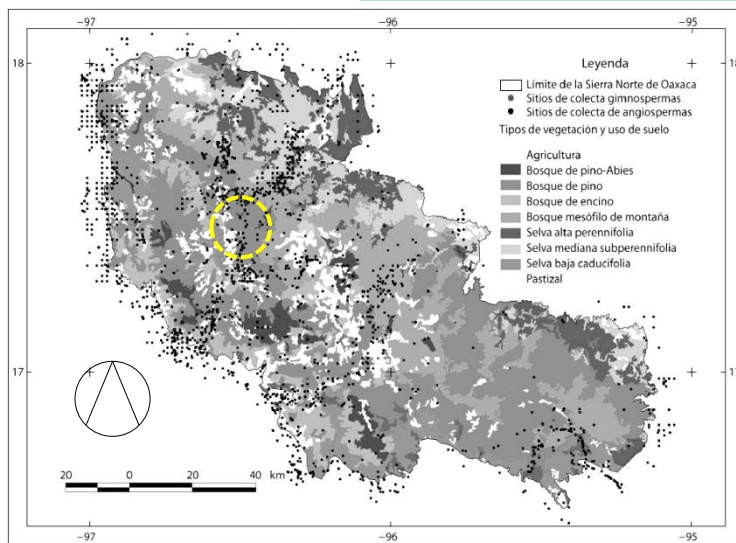 −97
−96
−95
18
18
Leyenda
Límite de la Sierra Norte de Oaxaca
Sitios de colecta gimnospermas
Sitios de colecta de angiospermas
Tipos de vegetación y uso de suelo
Agricultura
Bosque de pino-Abies
Bosque de pino
Bosque de encino
Bosque mesófilo de montaña
Selva alta perennifolia
Selva mediana subperennifolia
Selva baja caducifolia
Pastizal
17
17
20 0 20 40 km
−97
−96
−95